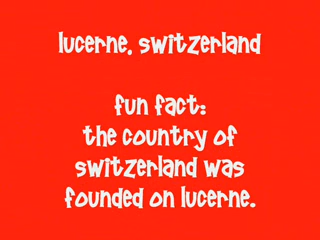 lucerne, switzerland
fun fact:
the country of
switzerland was
founded on lucerne.